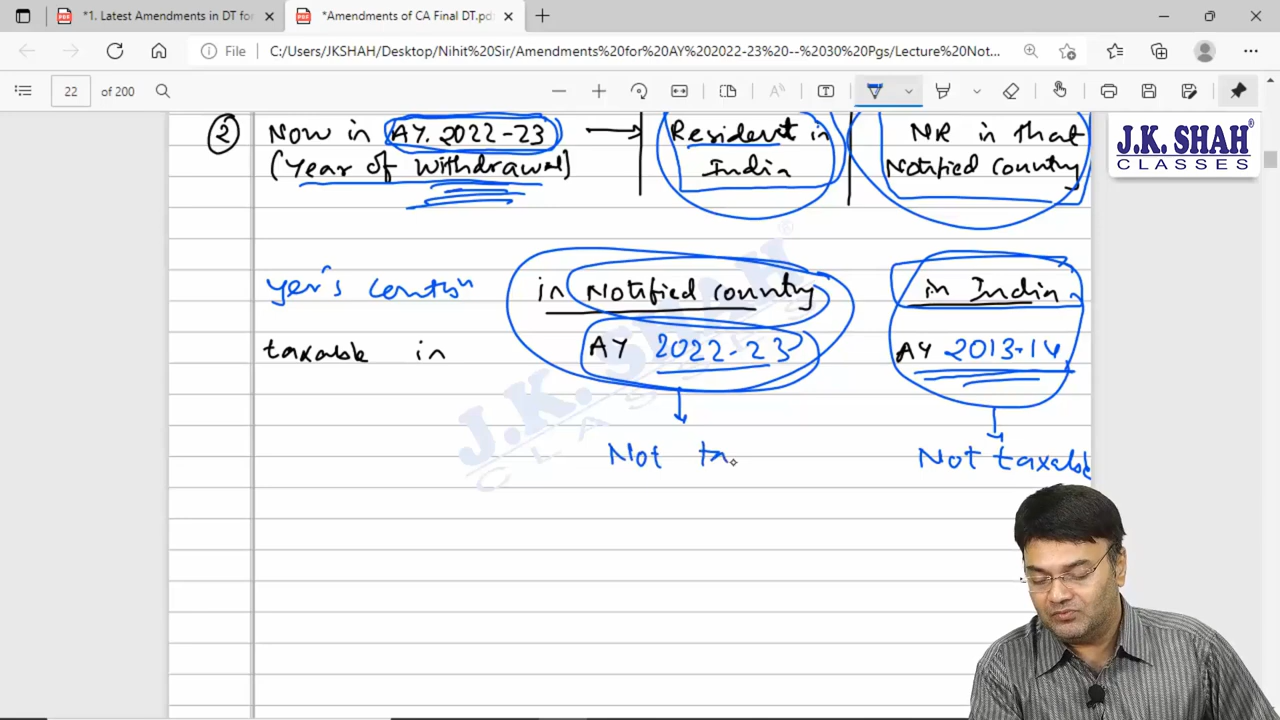 *1. Latest Amendments in DT for
*Amendments of CA Final DT.pd
File
C:/Users/JKSHAH/Desktop/Nihit%20Sir/Amendments%20for%20AY%202022-23%20--%2030%20Pgs/Lecture%20Not...
22 of 200
J.K. SHAH®
CLASSES
② Now in AY. 2022-23 → Resident in NR in that
(Year of Withdrawal) India Notified Country
in Notified country in India
taxable in AY 2022-23 AY 2013-14
Not ta Not taxable
J.K. SHAH®
CLASSES